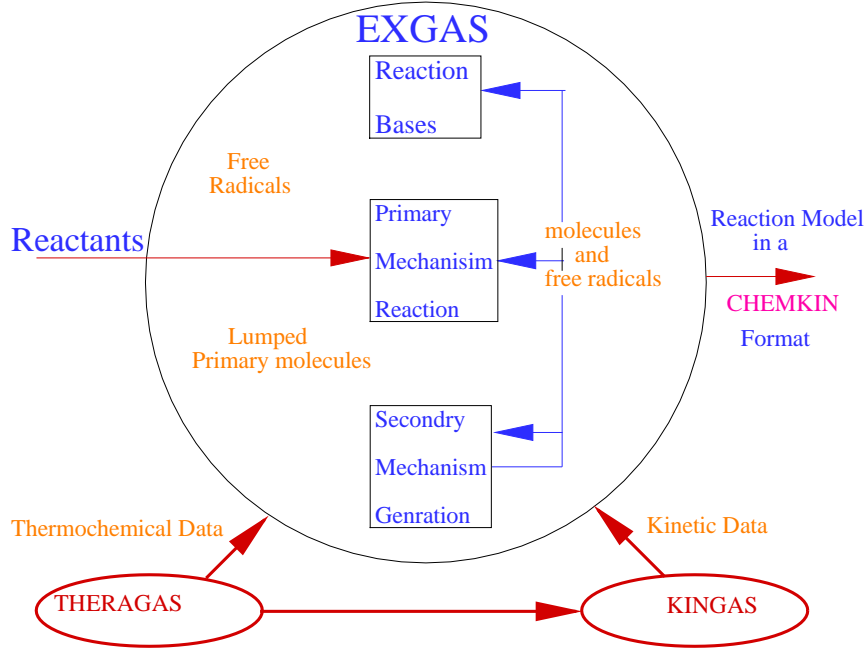 EXGAS
Reaction
Bases
Free
Radicals
Reactants
Primary
Mechanisim
Reaction
molecules
and
free radicals
Reaction Model
in a
CHEMKIN
Format
Lumped
Primary molecules
Secondry
Mechanism
Genration
Thermochemical Data
Kinetic Data
THERAGAS
KINGAS